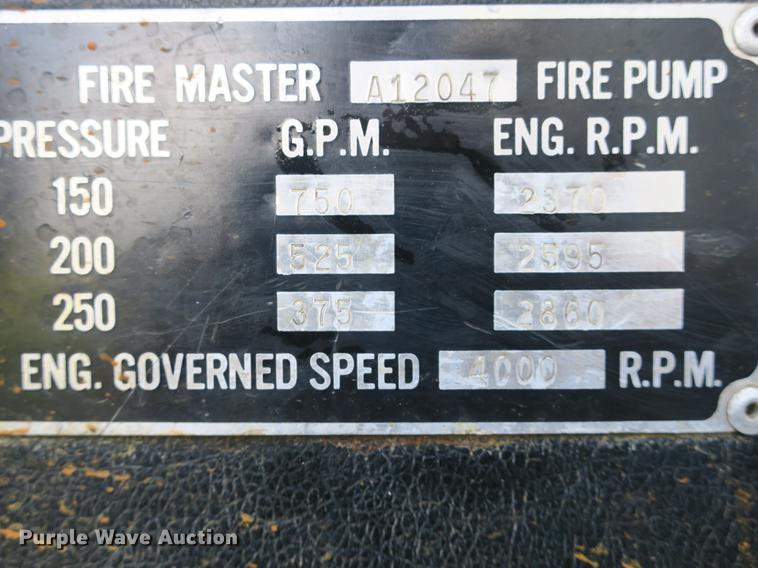 FIRE MASTER A12047 FIRE PUMP
PRESSURE G.P.M. ENG. R.P.M.
150 750 2370
200 525 2595
250 375 2860
ENG. GOVERNED SPEED 4000 R.P.M.
Purple Wave Auction